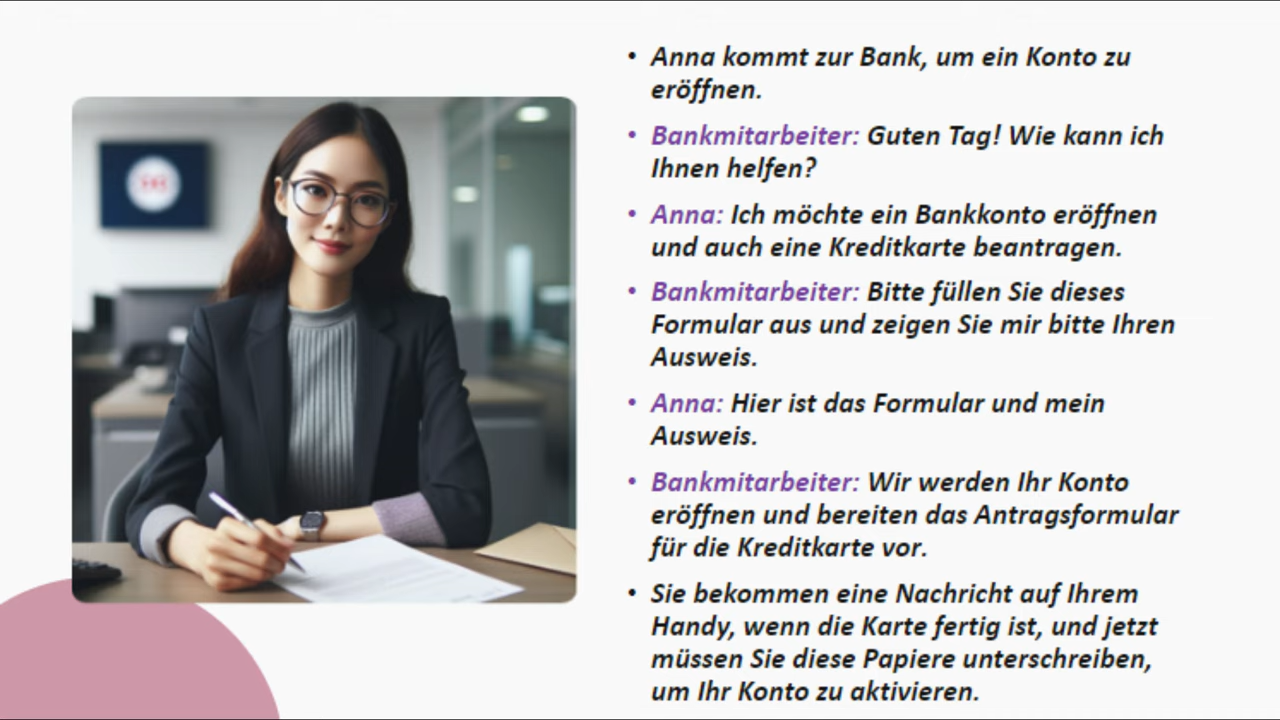 • Anna kommt zur Bank, um ein Konto zu
eröffnen.
• Bankmitarbeiter: Guten Tag! Wie kann ich
Ihnen helfen?
• Anna: Ich möchte ein Bankkonto eröffnen
und auch eine Kreditkarte beantragen.
• Bankmitarbeiter: Bitte füllen Sie dieses
Formular aus und zeigen Sie mir bitte Ihren
Ausweis.
• Anna: Hier ist das Formular und mein
Ausweis.
• Bankmitarbeiter: Wir werden Ihr Konto
eröffnen und bereiten das Antragsformular
für die Kreditkarte vor.
• Sie bekommen eine Nachricht auf Ihrem
Handy, wenn die Karte fertig ist, und jetzt
müssen Sie diese Papiere unterschreiben,
um Ihr Konto zu aktivieren.